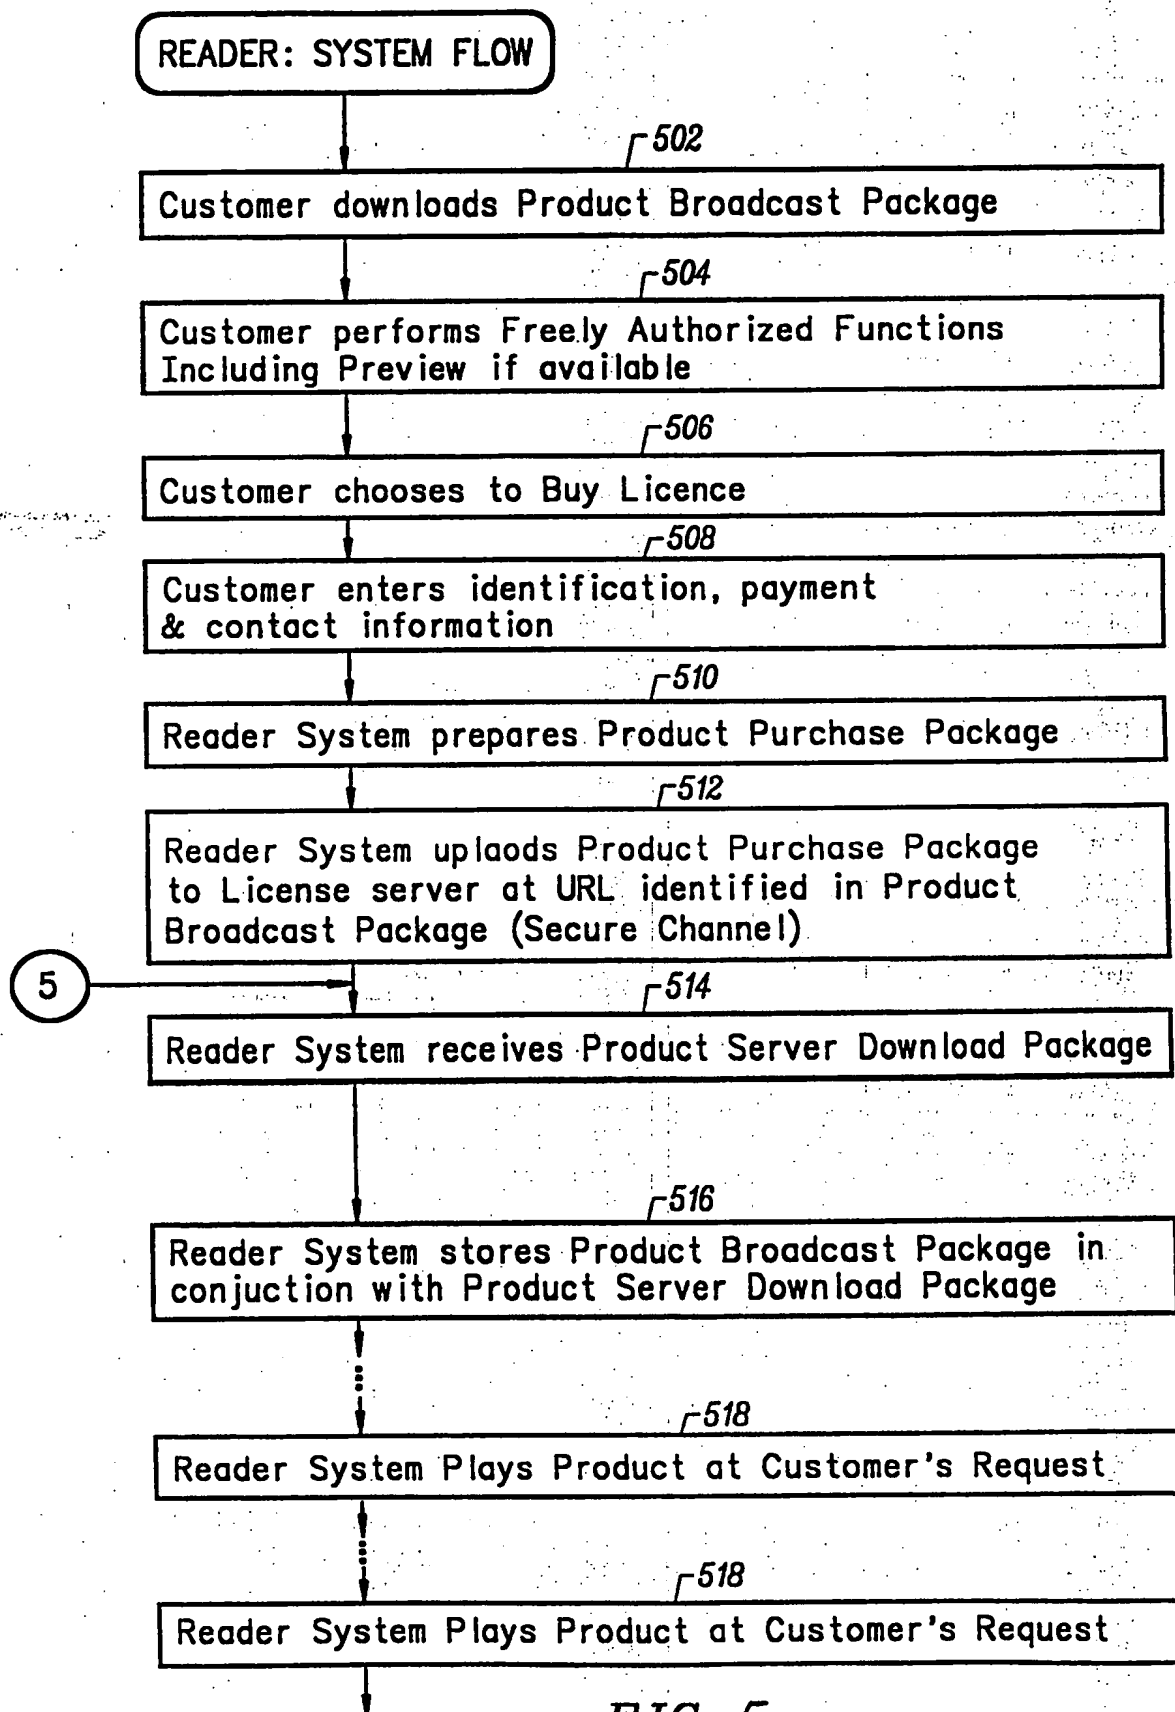 READER: SYSTEM FLOW
502
Customer downloads Product Broadcast Package
504
Customer performs Freely Authorized Functions
Including Preview if available
506
Customer chooses to Buy Licence
508
Customer enters identification, payment
& contact information
510
Reader System prepares Product Purchase Package
512
Reader System uplaods Product Purchase Package
to License server at URL identified in Product
Broadcast Package (Secure Channel)
5
514
Reader System receives Product Server Download Package
516
Reader System stores Product Broadcast Package in
conjuction with Product Server Download Package
518
Reader System Plays Product at Customer's Request
518
Reader System Plays Product at Customer's Request
FIG. 5